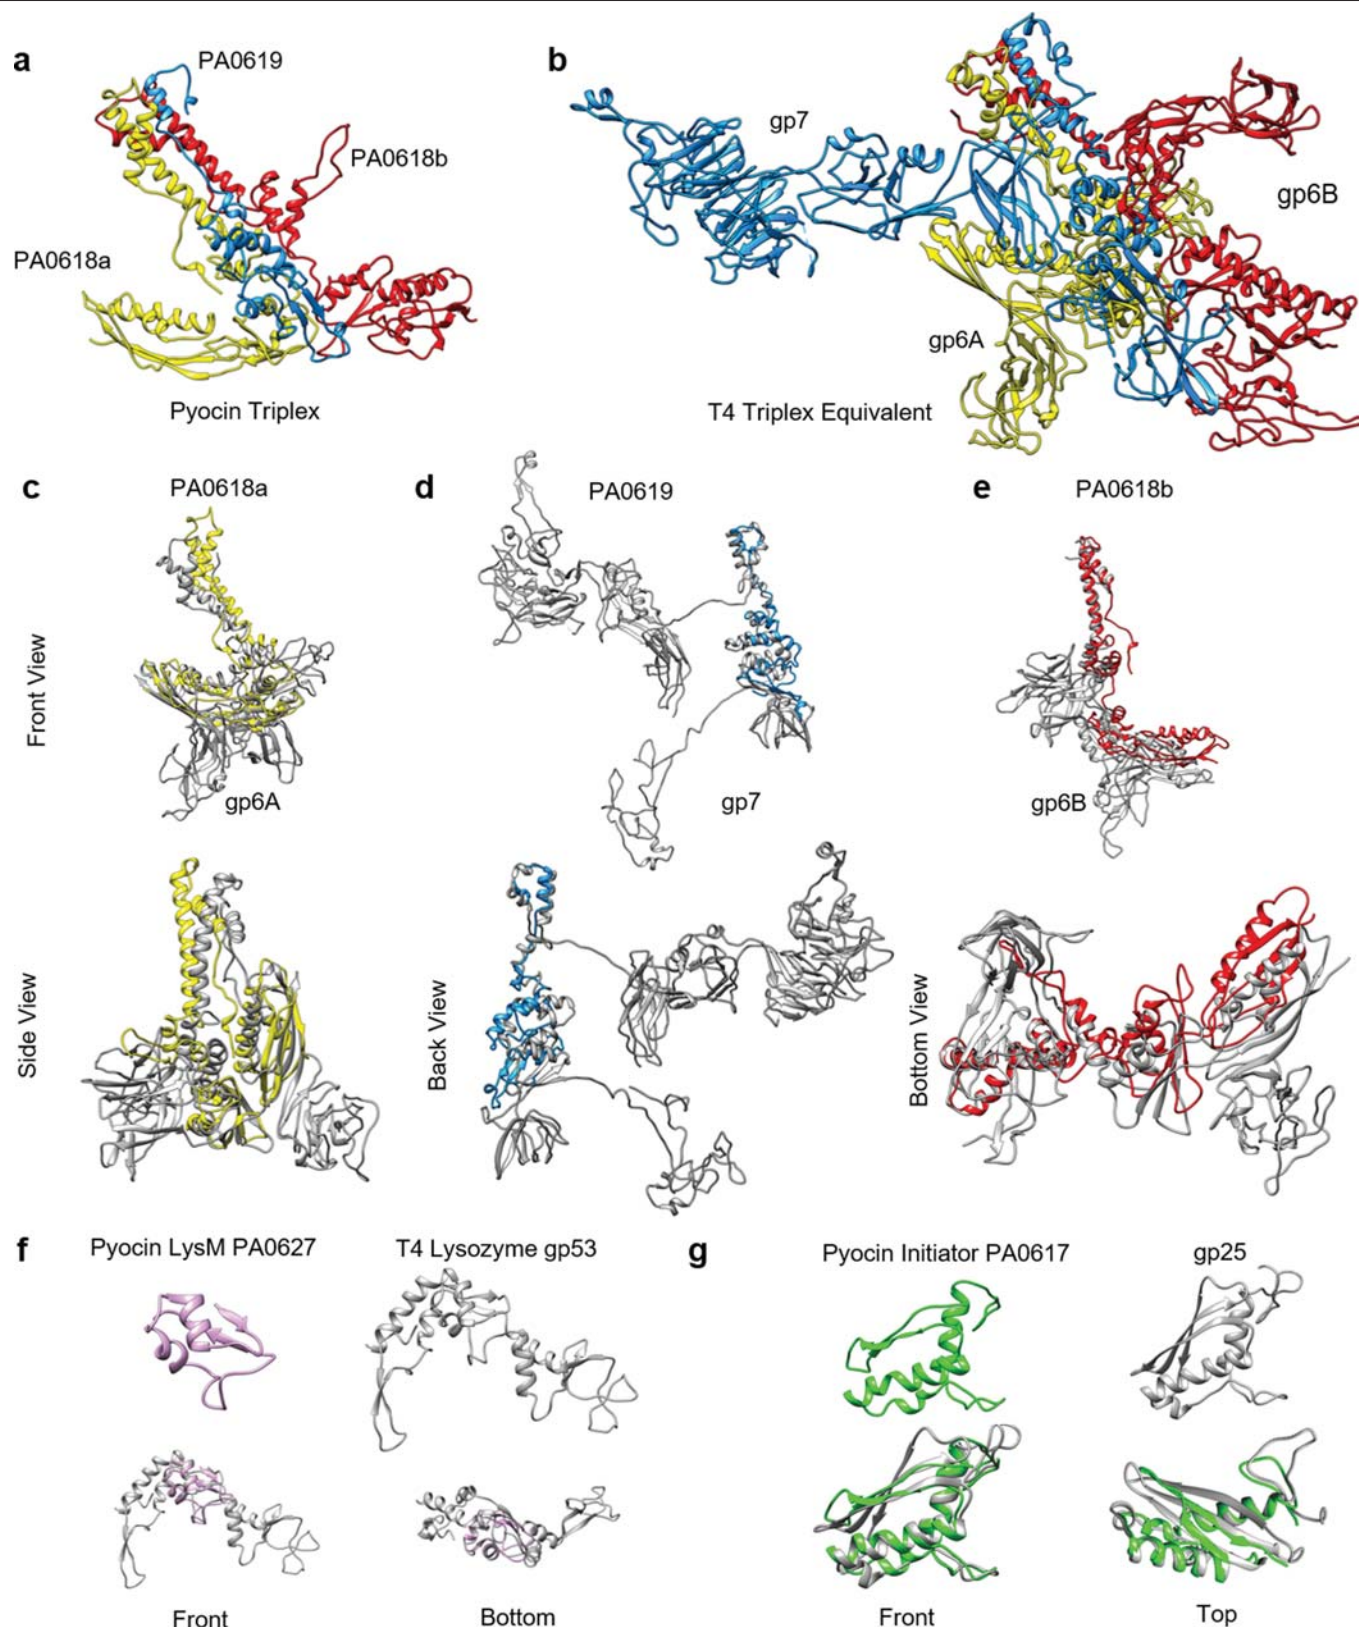 a
PA0619
PA0618b
PA0618a
Pyocin Triplex
b
gp7
gp6B
gp6A
T4 Triplex Equivalent
c
PA0618a
d
PA0619
e
PA0618b
Front View
gp6A
gp7
gp6B
Side View
Back View
Bottom View
f
Pyocin LysM PA0627
T4 Lysozyme gp53
Front
Bottom
g
Pyocin Initiator PA0617
gp25
Front
Top